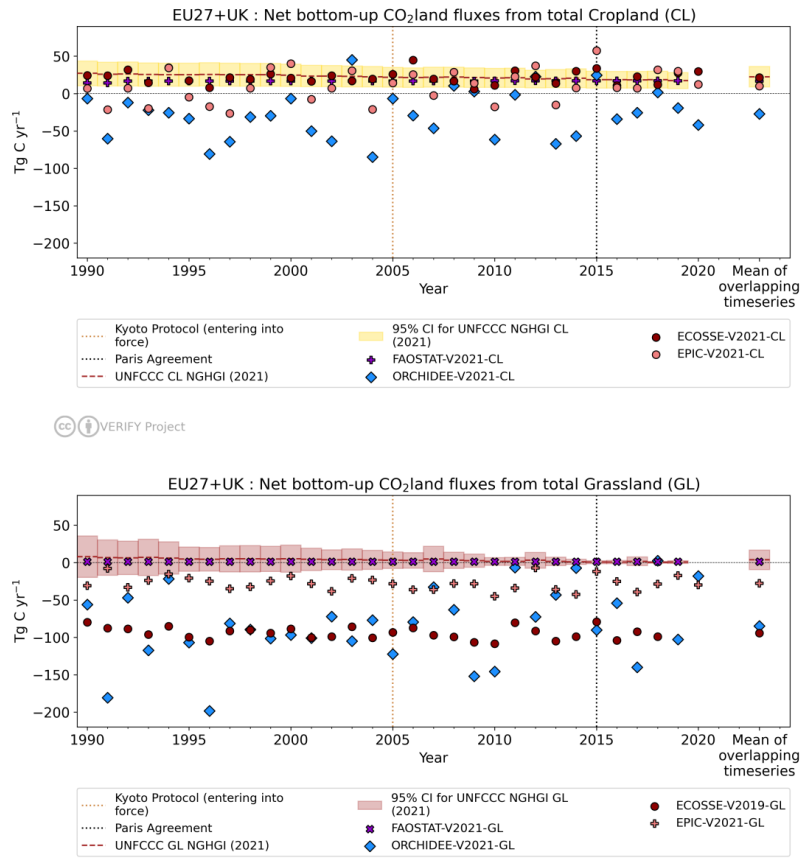 EU27+UK : Net bottom-up CO₂land fluxes from total Cropland (CL)
50
0
−50
−100
−150
−200
Tg C yr⁻¹
1990
1995
2000
2005
2010
2015
2020
Mean of
overlapping
timeseries
Year
Kyoto Protocol (entering into
force)
Paris Agreement
UNFCCC CL NGHGI (2021)
95% CI for UNFCCC NGHGI CL
(2021)
FAOSTAT-V2021-CL
ORCHIDEE-V2021-CL
ECOSSE-V2021-CL
EPIC-V2021-CL
cc
VERIFY Project
EU27+UK : Net bottom-up CO₂land fluxes from total Grassland (GL)
50
0
−50
−100
−150
−200
Tg C yr⁻¹
1990
1995
2000
2005
2010
2015
2020
Mean of
overlapping
timeseries
Year
Kyoto Protocol (entering into
force)
Paris Agreement
UNFCCC GL NGHGI (2021)
95% CI for UNFCCC NGHGI GL
(2021)
FAOSTAT-V2021-GL
ORCHIDEE-V2021-GL
ECOSSE-V2019-GL
EPIC-V2021-GL